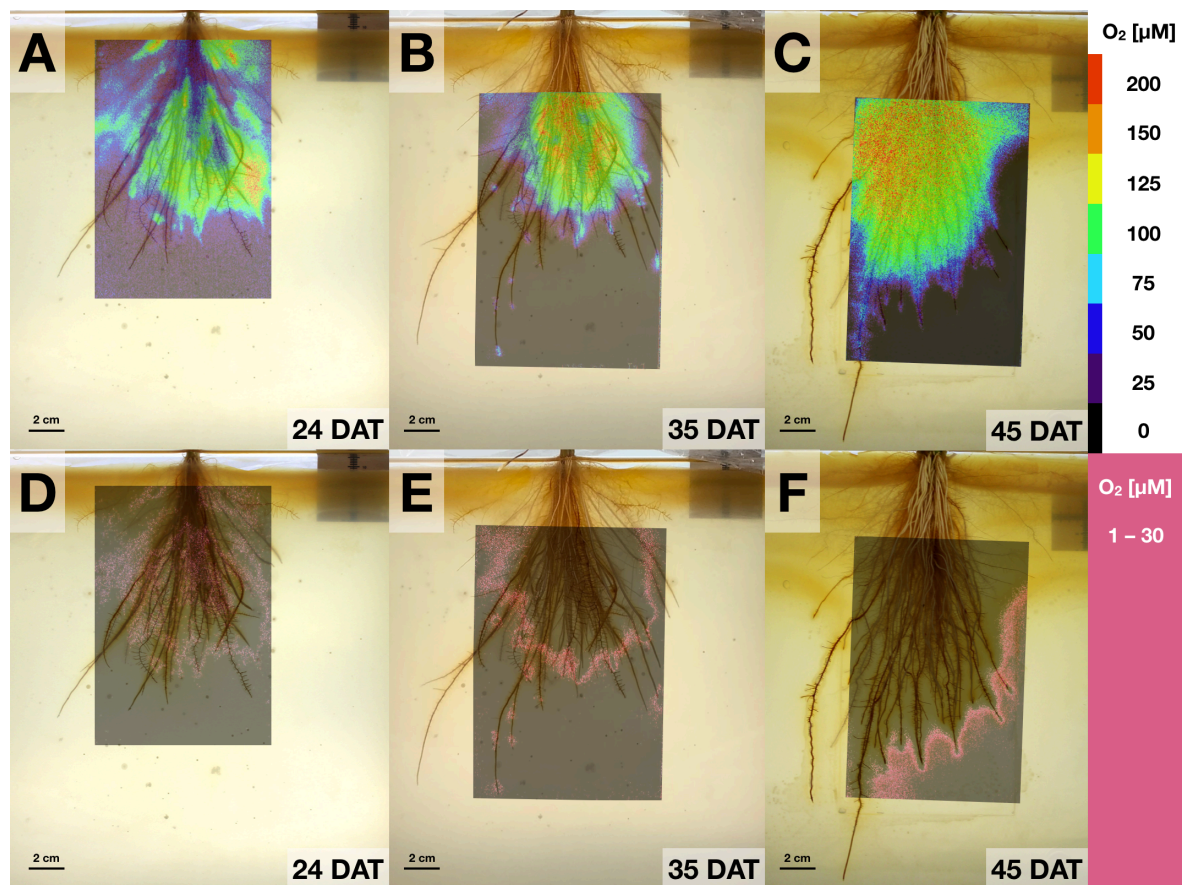 A
B
C
O₂ [µM]
200
150
125
100
75
50
25
0
2 cm
24 DAT
2 cm
35 DAT
2 cm
45 DAT
D
E
F
O₂ [µM]
1 – 30
2 cm
24 DAT
2 cm
35 DAT
2 cm
45 DAT